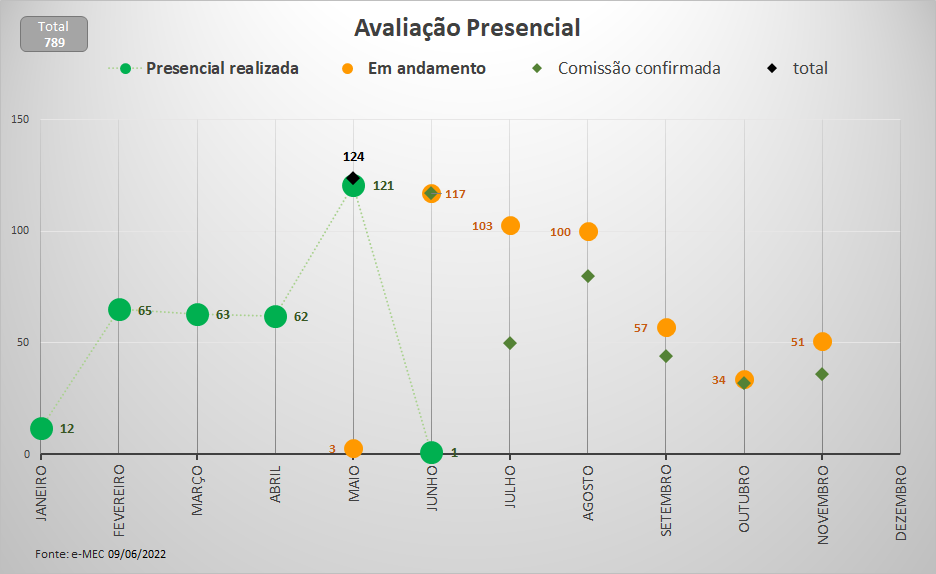 Total
789
Avaliação Presencial
Presencial realizada
Em andamento
Comissão confirmada
total
150
100
50
0
124
121
117
103
100
65
63
62
57
51
34
12
3
1
JANEIRO
FEVEREIRO
MARÇO
ABRIL
MAIO
JUNHO
JULHO
AGOSTO
SETEMBRO
OUTUBRO
NOVEMBRO
DEZEMBRO
Fonte: e-MEC 09/06/2022